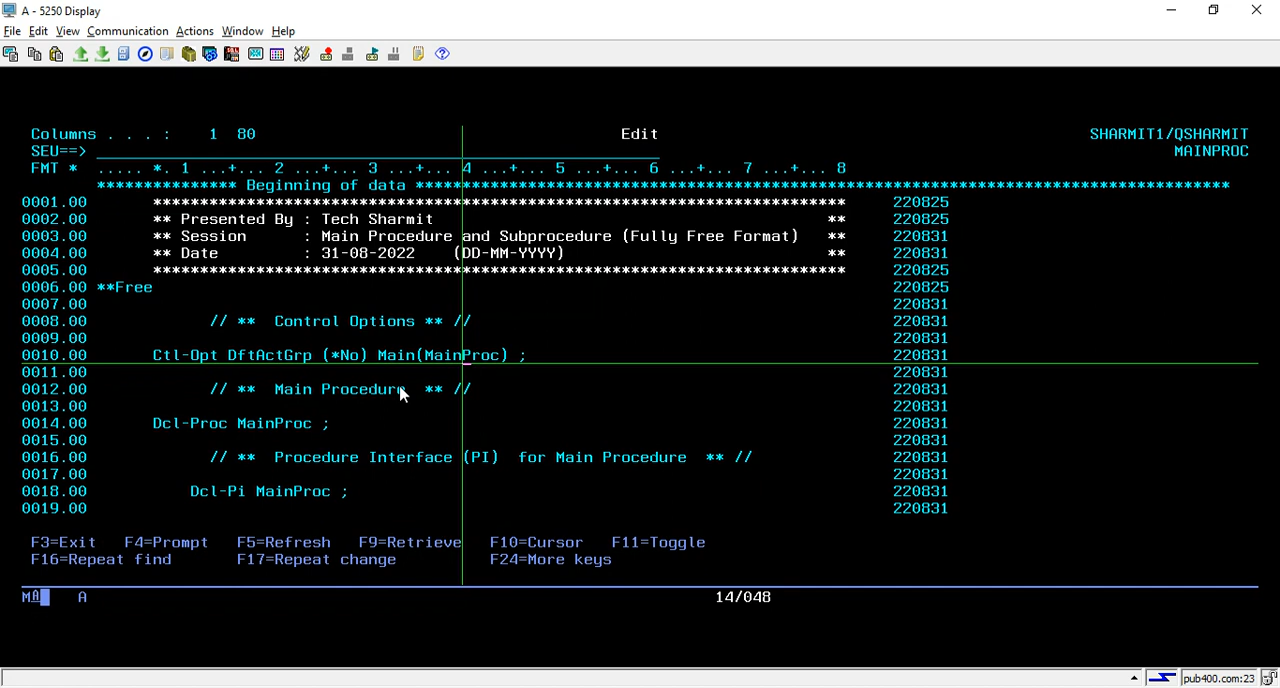 A - 5250 Display
File Edit View Communication Actions Window Help
Columns . . . : 1 80 Edit SHARMIT1/QSHARMIT
SEU==> MAINPROC
FMT * ..... *. 1 ...+... 2 ...+... 3 ...+... 4 ...+... 5 ...+... 6 ...+... 7 ...+... 8
*************** Beginning of data ***************************************************************************************
0001.00 ************************************************************************** 220825
0002.00 ** Presented By : Tech Sharmit ** 220825
0003.00 ** Session : Main Procedure and Subprocedure (Fully Free Format) ** 220831
0004.00 ** Date : 31-08-2022 (DD-MM-YYYY) ** 220831
0005.00 ************************************************************************** 220825
0006.00 **Free 220825
0007.00 220831
0008.00 // ** Control Options ** // 220831
0009.00 220831
0010.00 Ctl-Opt DftActGrp (*No) Main(MainProc) ; 220831
0011.00 220831
0012.00 // ** Main Procedure ** // 220831
0013.00 220831
0014.00 Dcl-Proc MainProc ; 220831
0015.00 220831
0016.00 // ** Procedure Interface (PI) for Main Procedure ** // 220831
0017.00 220831
0018.00 Dcl-Pi MainProc ; 220831
0019.00 220831
F3=Exit F4=Prompt F5=Refresh F9=Retrieve F10=Cursor F11=Toggle
F16=Repeat find F17=Repeat change F24=More keys
MA A 14/048
pub400.com:23